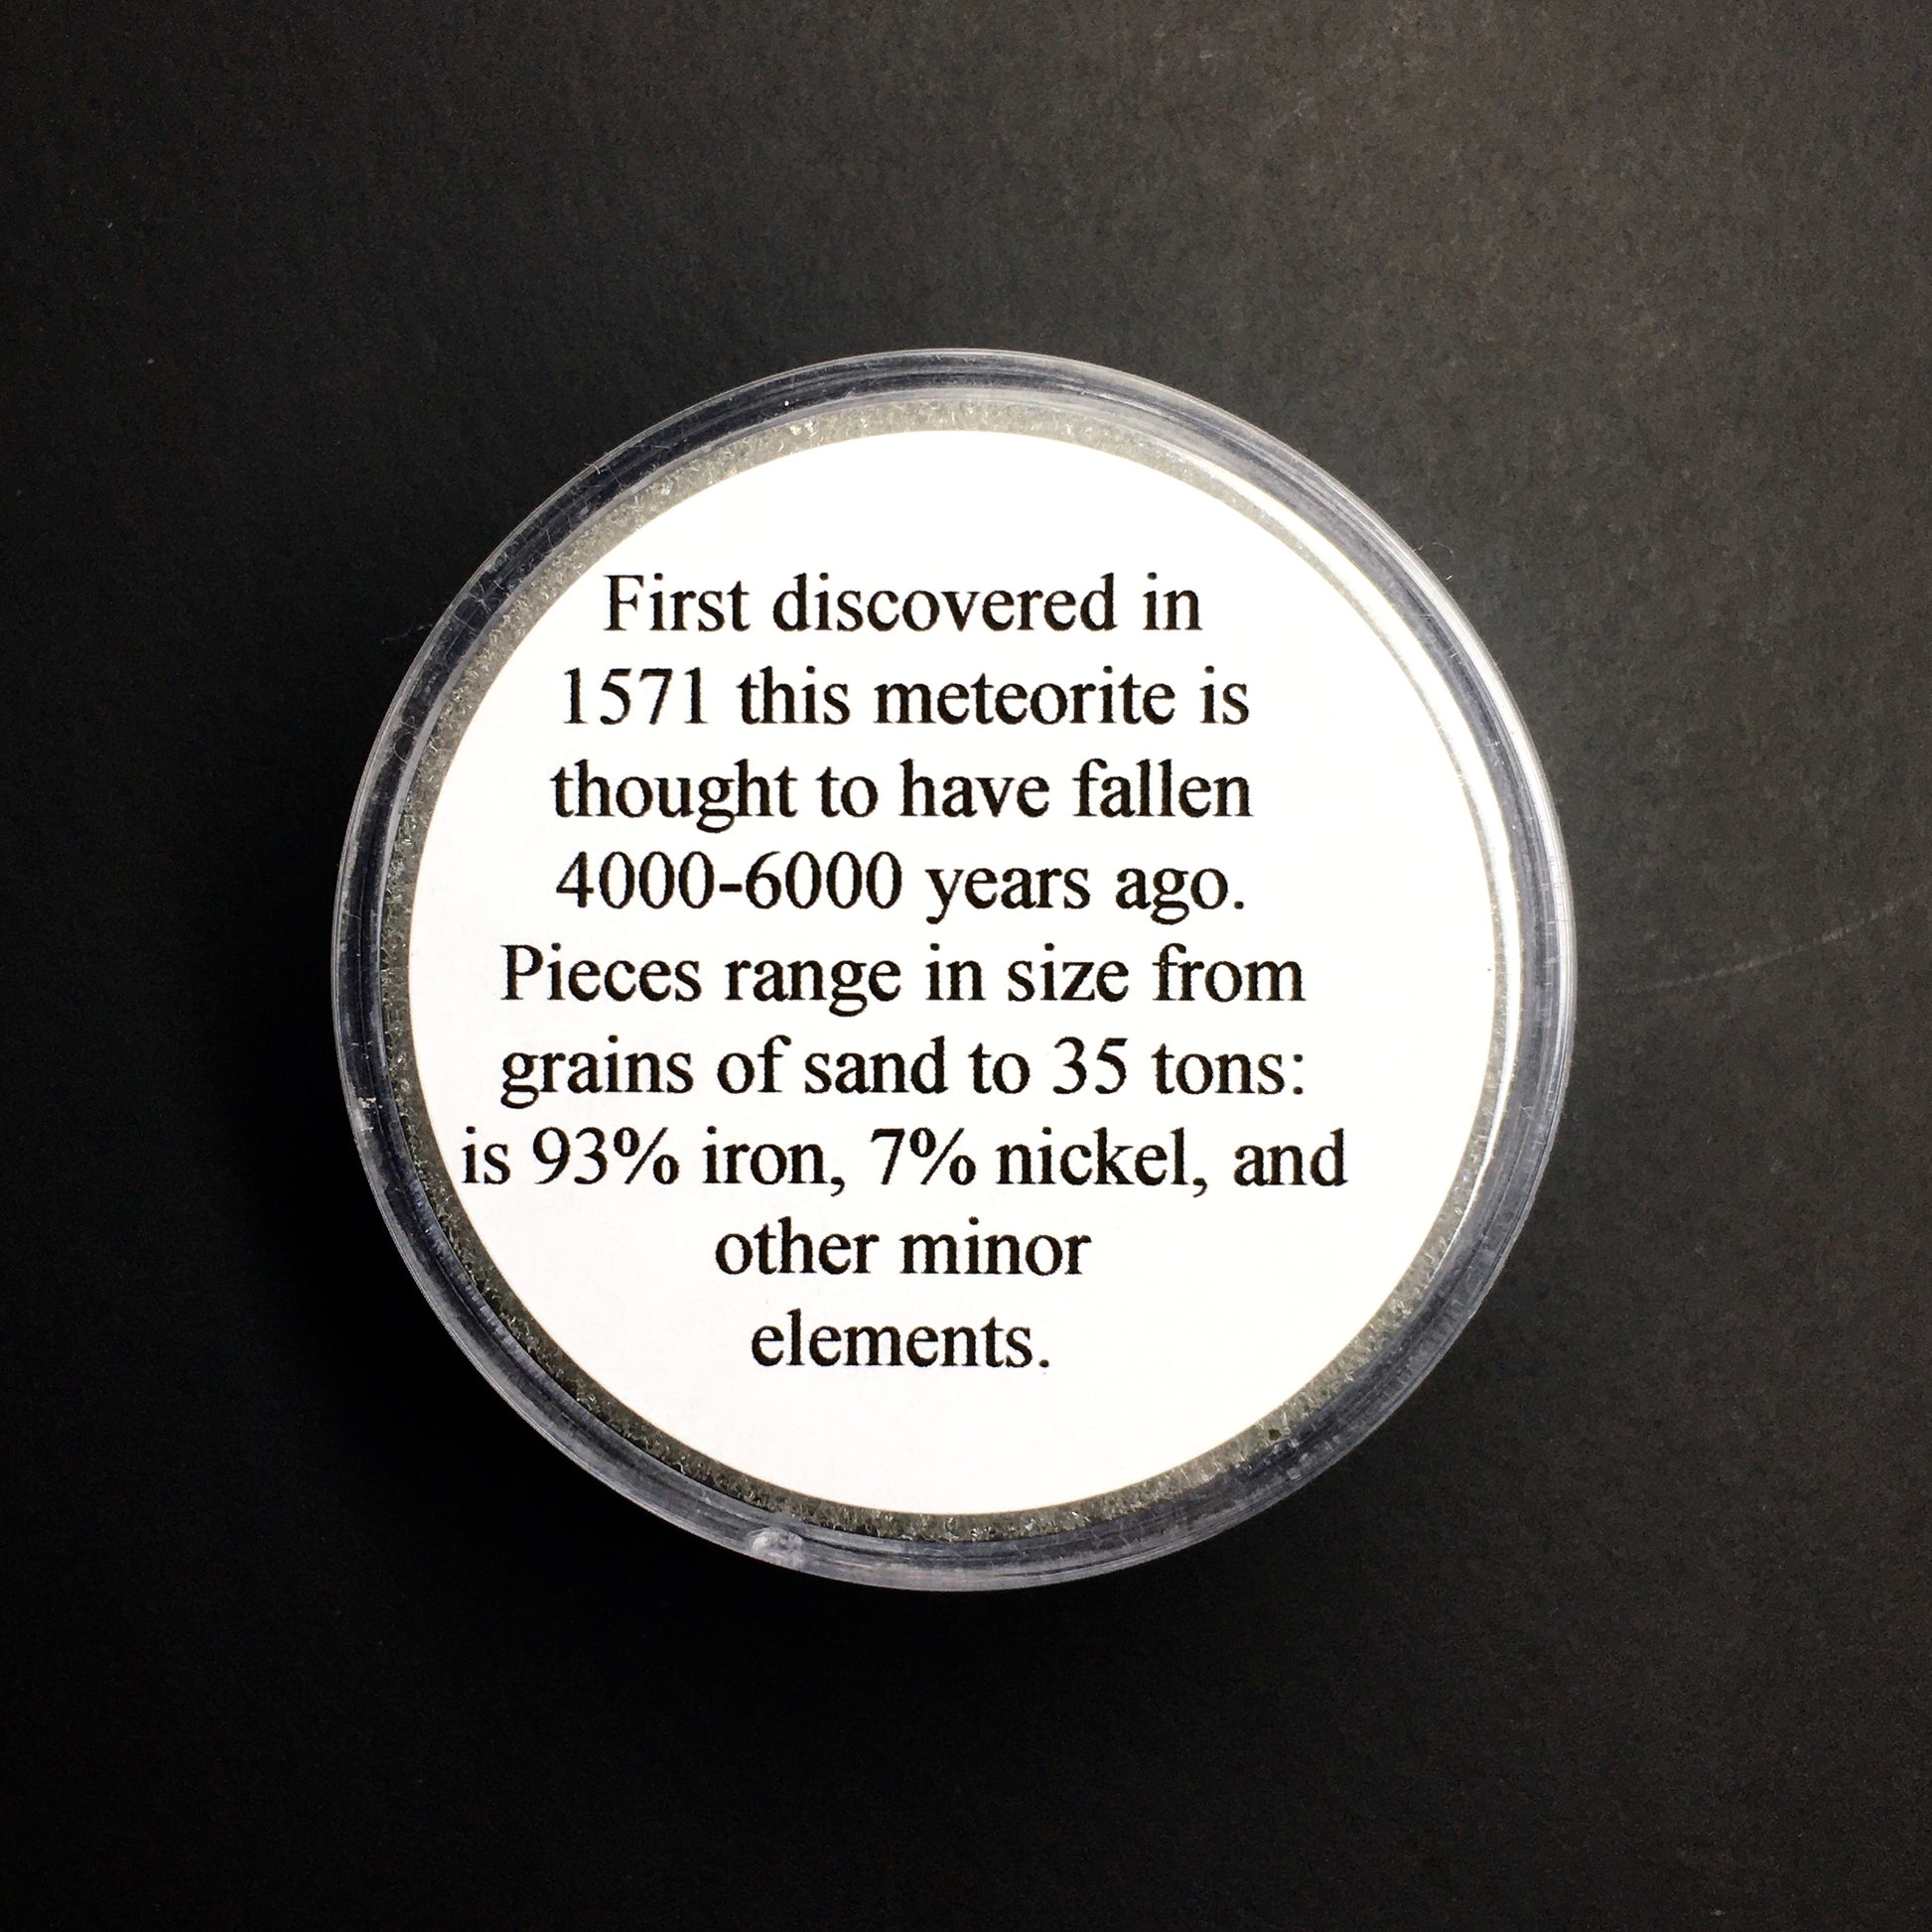 First discovered in
1571 this meteorite is
thought to have fallen
4000-6000 years ago.
Pieces range in size from
grains of sand to 35 tons:
is 93% iron, 7% nickel, and
other minor
elements.